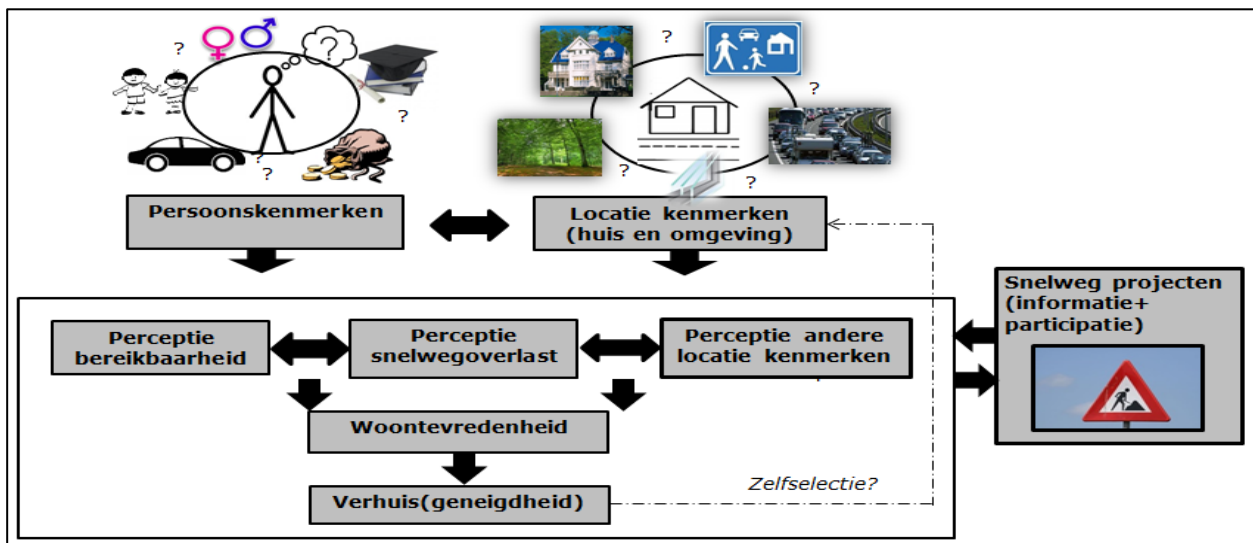 ?
?
?
?
?
?
?
?
?
?
Persoonskenmerken
Locatie kenmerken
(huis en omgeving)
Snelweg projecten
(informatie+
participatie)
Perceptie
bereikbaarheid
Perceptie
snelwegoverlast
Perceptie andere
locatie kenmerken
Woontevredenheid
Verhuis(geneigdheid)
Zelfselectie?